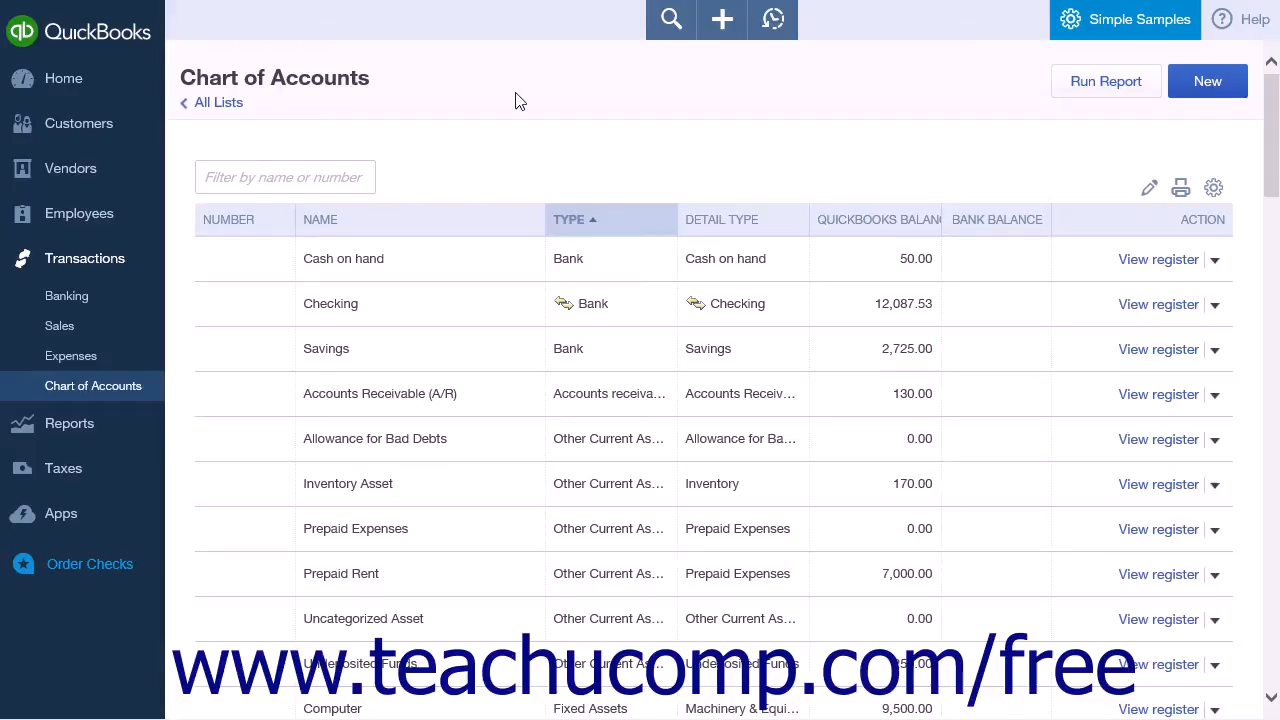 QuickBooks
Simple Samples
Help
Home
Customers
Vendors
Employees
Transactions
Banking
Sales
Expenses
Chart of Accounts
Reports
Taxes
Apps
Order Checks
Chart of Accounts
All Lists
Run Report
New
Filter by name or number
NUMBER NAME TYPE DETAIL TYPE QUICKBOOKS BALAN BANK BALANCE ACTION
Cash on hand Bank Cash on hand 50.00 View register
Checking Bank Checking 12,087.53 View register
Savings Bank Savings 2,725.00 View register
Accounts Receivable (A/R) Accounts receiva... Accounts Receiv... 130.00 View register
Allowance for Bad Debts Other Current As... Allowance for Ba... 0.00 View register
Inventory Asset Other Current As... Inventory 170.00 View register
Prepaid Expenses Other Current As... Prepaid Expenses 0.00 View register
Prepaid Rent Other Current As... Prepaid Expenses 7,000.00 View register
Uncategorized Asset Other Current As... Other Current As... 0.00 View register
Undeposited Funds Other Current As... Undeposited Funds View register
www.teachucomp.com/free
Computer Fixed Assets Machinery & Equi... 9,500.00 View register